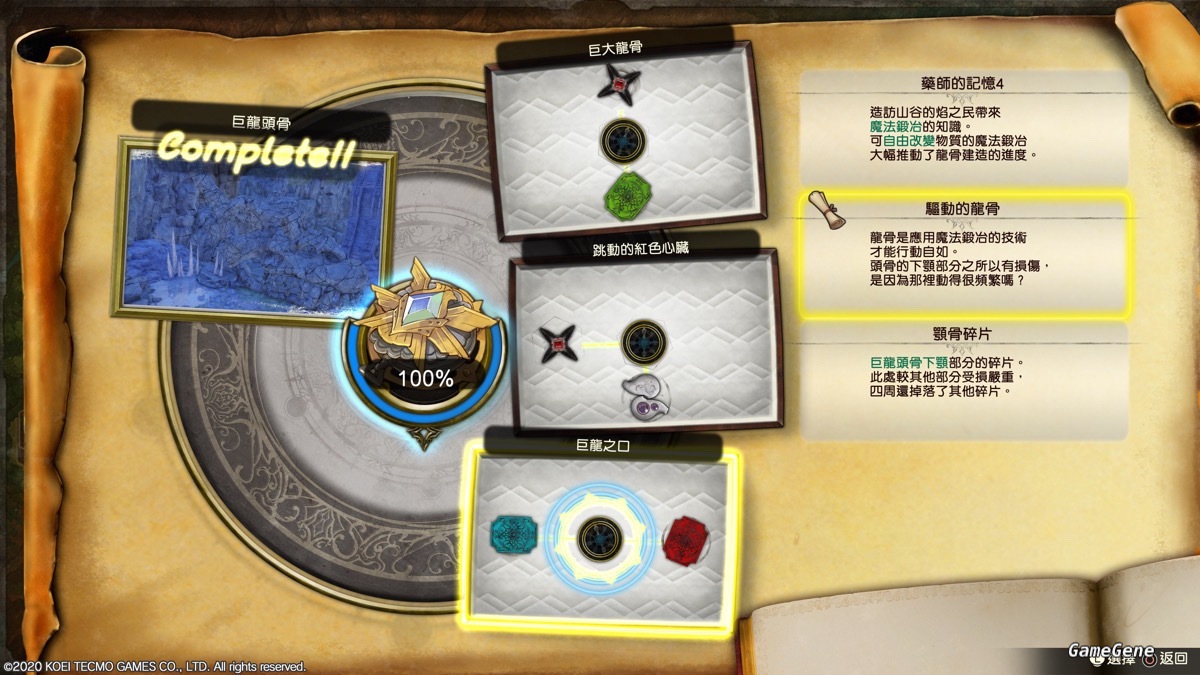 巨龍頭骨
Complete!!
100%
巨大龍骨
跳動的紅色心臟
巨龍之口
藥師的記憶4
造訪山谷的焰之民帶來
魔法鍛冶的知識。
可自由改變物質的魔法鍛冶
大幅推動了龍骨建造的進度。
驅動的龍骨
龍骨是應用魔法鍛冶的技術
才能行動自如。
頭骨的下顎部分之所以有損傷，
是因為那裡動得很頻繁嗎？
顎骨碎片
巨龍頭骨下顎部分的碎片。
此處較其他部分受損嚴重，
四周還掉落了其他碎片。
©2020 KOEI TECMO GAMES CO., LTD. All rights reserved.
GameGene
L 選擇 返回